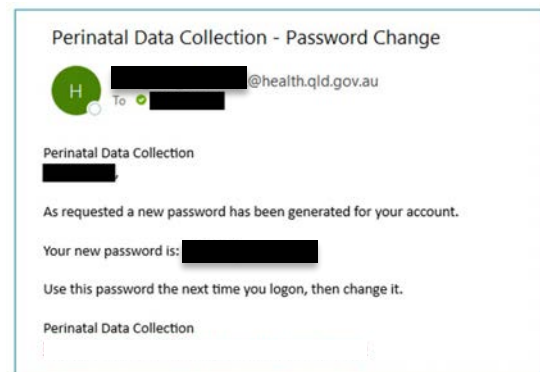 Perinatal Data Collection - Password Change
H
@health.qld.gov.au
To
Perinatal Data Collection
,
As requested a new password has been generated for your account.
Your new password is:
Use this password the next time you logon, then change it.
Perinatal Data Collection